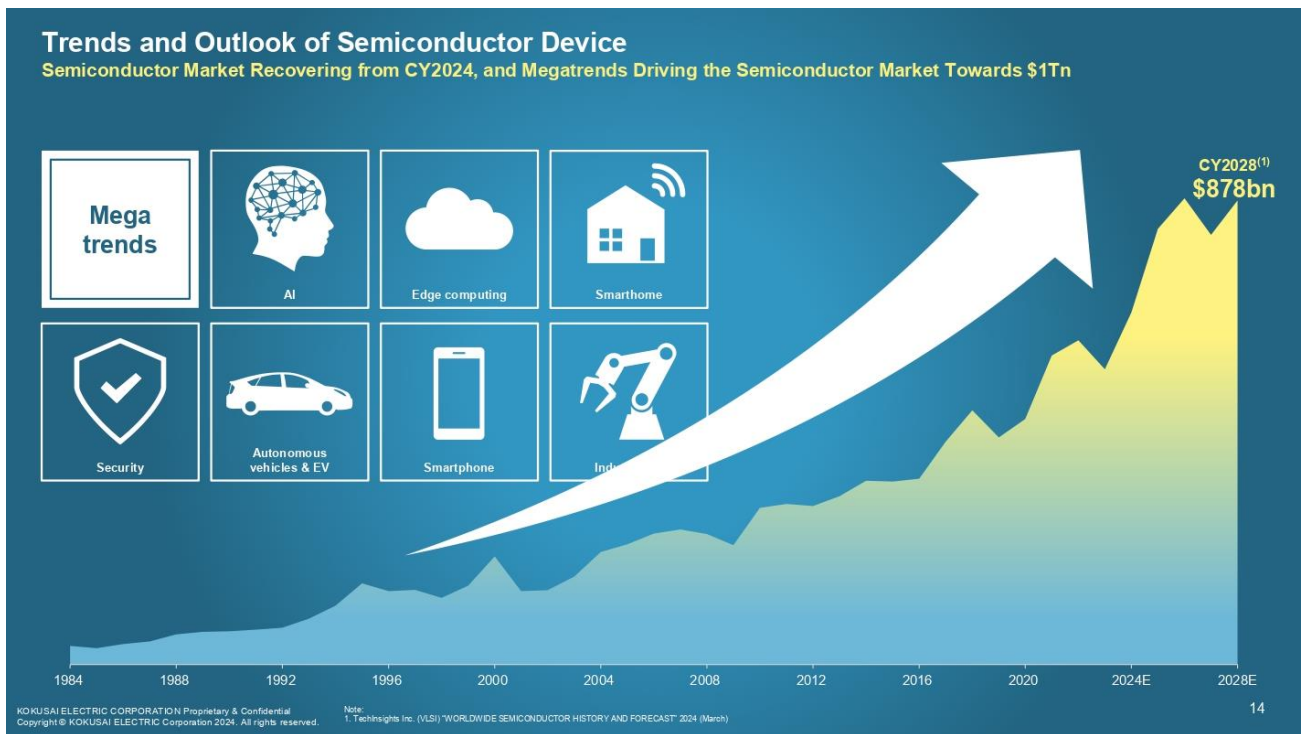 Trends and Outlook of Semiconductor Device
Semiconductor Market Recovering from CY2024, and Megatrends Driving the Semiconductor Market Towards $1Tn
Mega
trends
AI
Edge computing
Smarthome
Security
Autonomous
vehicles & EV
Smartphone
CY2028(1)
$878bn
1984
1988
1992
1996
2000
2004
2008
2012
2016
2020
2024E
2028E
KOKUSAI ELECTRIC CORPORATION Proprietary & Confidential
Copyright © KOKUSAI ELECTRIC Corporation 2024. All rights reserved.
Note:
1. TechInsights Inc. (VLSI) "WORLDWIDE SEMICONDUCTOR HISTORY AND FORECAST" 2024 (March)
14